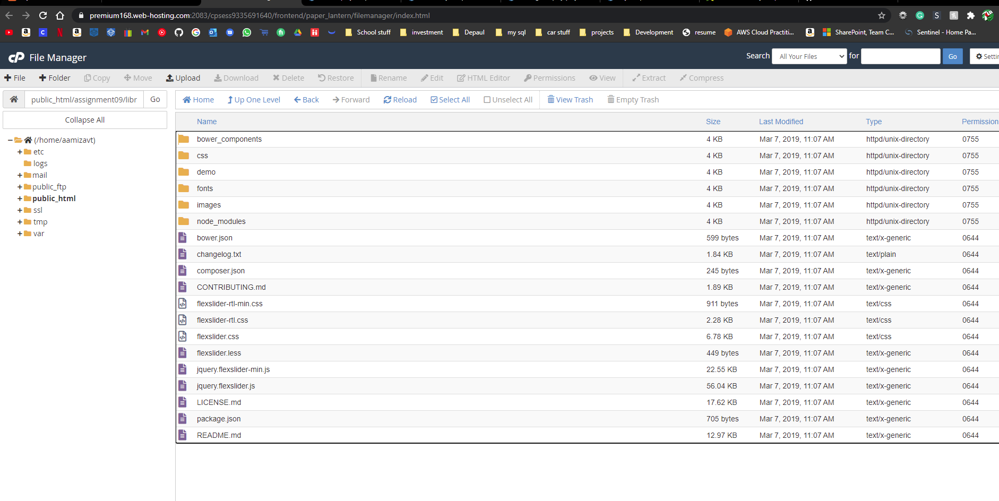 premium168.web-hosting.com:2083/cpsess9335691640/frontend/paper_lantern/filemanager/index.html
School stuff investment Depaul my sql car stuff projects Development resume AWS Cloud Practiti... SharePoint, Team C... Sentinel - Home Pa...
cP File Manager Search All Your Files for Go Settin
File Folder Copy Move Upload Download Delete Restore Rename Edit HTML Editor Permissions View Extract Compress
public_html/assignment09/libr Go Home Up One Level Back Forward Reload Select All Unselect All View Trash Empty Trash
Collapse All
(/home/aamizavt)
etc
logs
mail
public_ftp
public_html
ssl
tmp
var
Name Size Last Modified Type Permission
bower_components 4 KB Mar 7, 2019, 11:07 AM httpd/unix-directory 0755
css 4 KB Mar 7, 2019, 11:07 AM httpd/unix-directory 0755
demo 4 KB Mar 7, 2019, 11:07 AM httpd/unix-directory 0755
fonts 4 KB Mar 7, 2019, 11:07 AM httpd/unix-directory 0755
images 4 KB Mar 7, 2019, 11:07 AM httpd/unix-directory 0755
node_modules 4 KB Mar 7, 2019, 11:07 AM httpd/unix-directory 0755
bower.json 599 bytes Mar 7, 2019, 11:07 AM text/x-generic 0644
changelog.txt 1.84 KB Mar 7, 2019, 11:07 AM text/plain 0644
composer.json 245 bytes Mar 7, 2019, 11:07 AM text/x-generic 0644
CONTRIBUTING.md 1.89 KB Mar 7, 2019, 11:07 AM text/x-generic 0644
flexslider-rtl-min.css 911 bytes Mar 7, 2019, 11:07 AM text/css 0644
flexslider-rtl.css 2.28 KB Mar 7, 2019, 11:07 AM text/css 0644
flexslider.css 6.78 KB Mar 7, 2019, 11:07 AM text/css 0644
flexslider.less 449 bytes Mar 7, 2019, 11:07 AM text/x-generic 0644
jquery.flexslider-min.js 22.55 KB Mar 7, 2019, 11:07 AM text/x-generic 0644
jquery.flexslider.js 56.04 KB Mar 7, 2019, 11:07 AM text/x-generic 0644
LICENSE.md 17.62 KB Mar 7, 2019, 11:07 AM text/x-generic 0644
package.json 705 bytes Mar 7, 2019, 11:07 AM text/x-generic 0644
README.md 12.97 KB Mar 7, 2019, 11:07 AM text/x-generic 0644